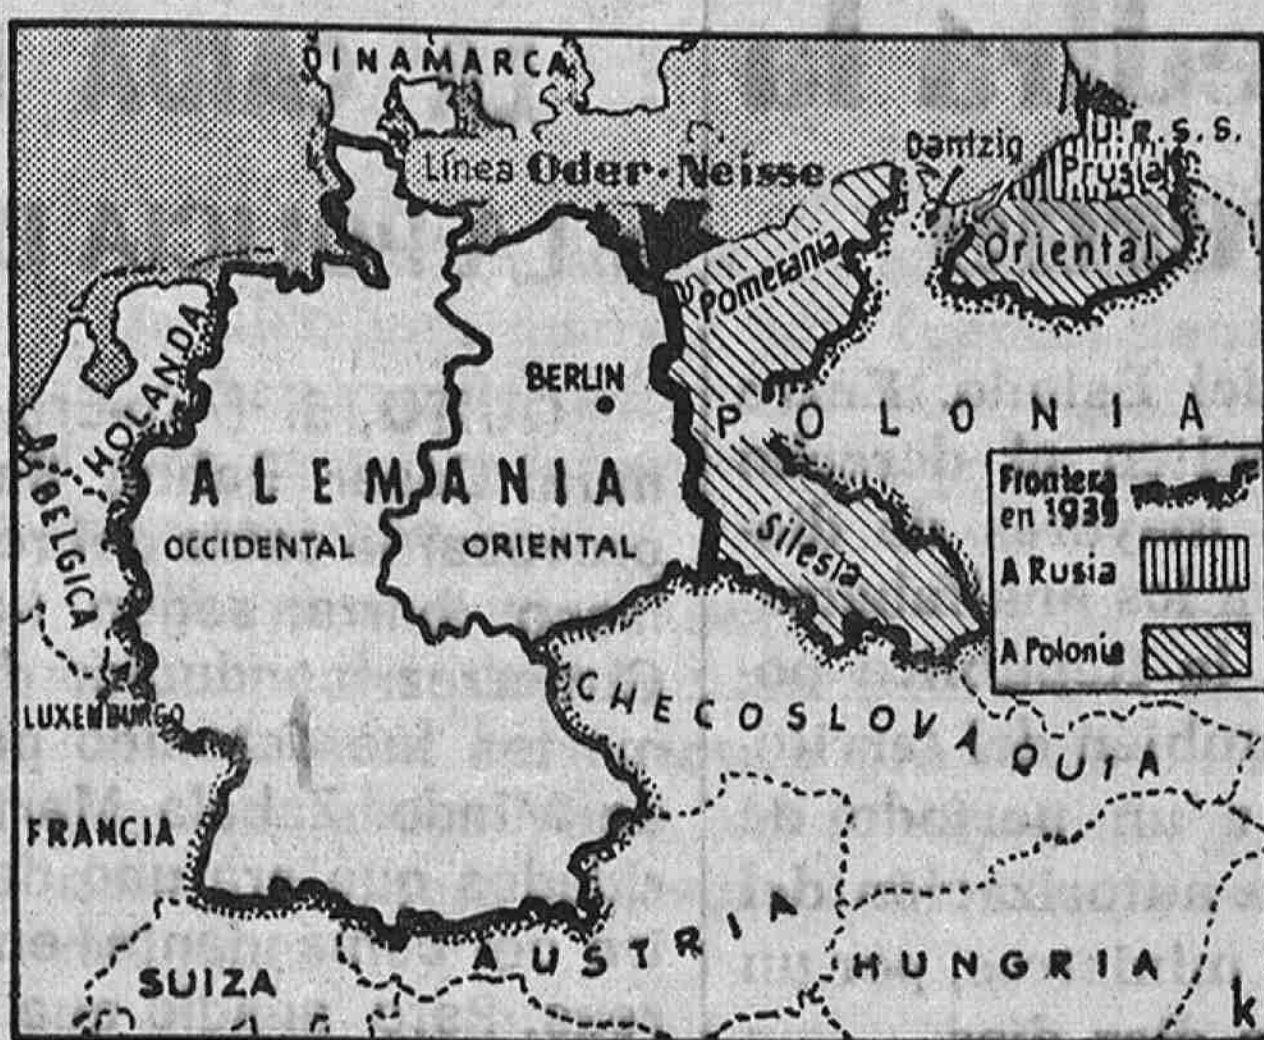 DINAMARCA
Línea Oder-Neisse
Dantzig
U.R.S.S.
Prusia
Oriental
Pomerania
HOLANDA
BERLIN
POLONIA
BELGICA
ALEMANIA
OCCIDENTAL
ORIENTAL
Silesia
Frontera
en 1939
A Rusia
A Polonia
LUXEMBURGO
CHECOSLOVAQUIA
FRANCIA
AUSTRIA
SUIZA
HUNGRIA
k